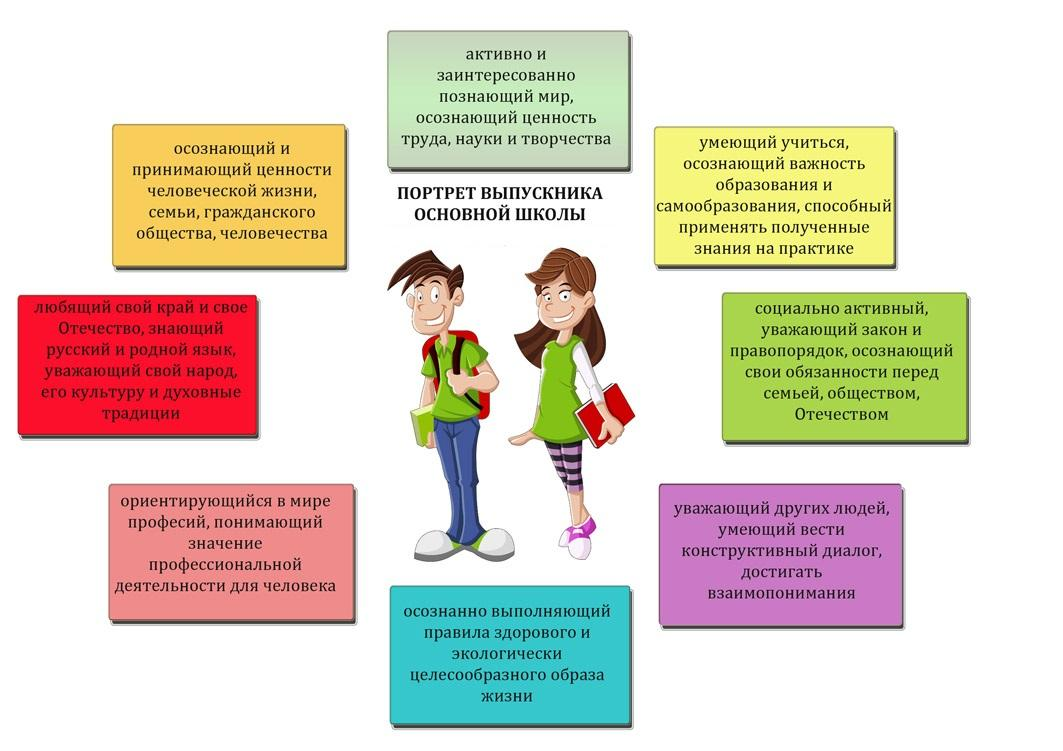 активно и
заинтересованно
познающий мир,
осознающий ценность
труда, науки и творчества
осознающий и
принимающий ценности
человеческой жизни,
семьи, гражданского
общества, человечества
умеющий учиться,
осознающий важность
образования и
самообразования, способный
применять полученные
знания на практике
ПОРТРЕТ ВЫПУСКНИКА
ОСНОВНОЙ ШКОЛЫ
любящий свой край и свое
Отечество, знающий
русский и родной язык,
уважающий свой народ,
его культуру и духовные
традиции
социально активный,
уважающий закон и
правопорядок, осознающий
свои обязанности перед
семьей, обществом,
Отечеством
ориентирующийся в мире
професий, понимающий
значение
профессиональной
деятельности для человека
уважающий других людей,
умеющий вести
конструктивный диалог,
достигать
взаимопонимания
осознанно выполняющий
правила здорового и
экологически
целесообразного образа
жизни